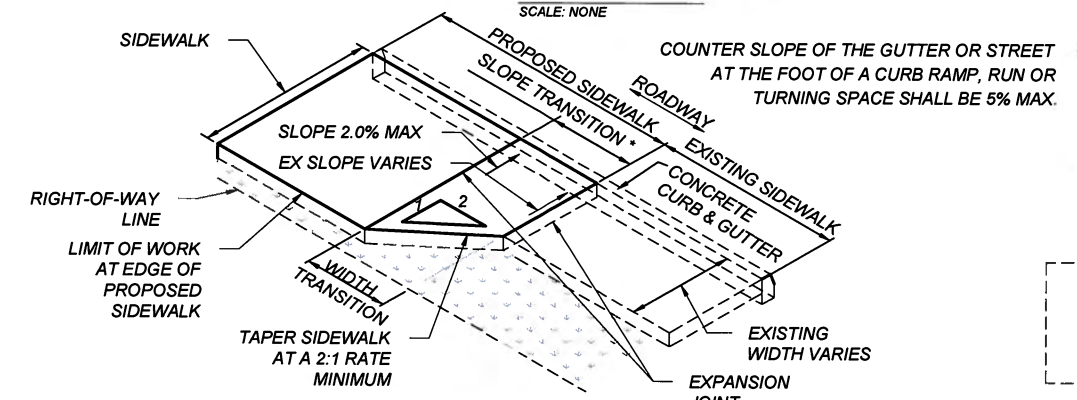 SCALE: NONE
SIDEWALK
PROPOSED SIDEWALK
SLOPE TRANSITION *
ROADWAY
COUNTER SLOPE OF THE GUTTER OR STREET
AT THE FOOT OF A CURB RAMP, RUN OR
TURNING SPACE SHALL BE 5% MAX.
SLOPE 2.0% MAX
EX SLOPE VARIES
EXISTING SIDEWALK
CONCRETE
CURB & GUTTER
1
2
RIGHT-OF-WAY
LINE
LIMIT OF WORK
AT EDGE OF
PROPOSED
SIDEWALK
WIDTH
TRANSITION
TAPER SIDEWALK
AT A 2:1 RATE
MINIMUM
EXISTING
WIDTH VARIES
EXPANSION
JOINT